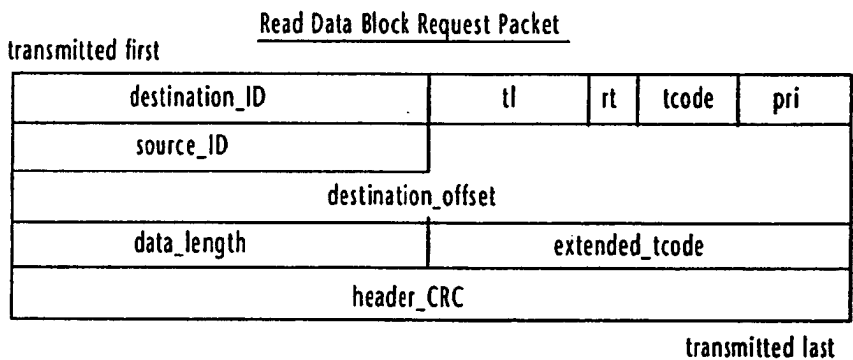 Read Data Block Request Packet
transmitted first
destination_ID tl rt tcode pri
source_ID
destination_offset
data_length extended_tcode
header_CRC
transmitted last